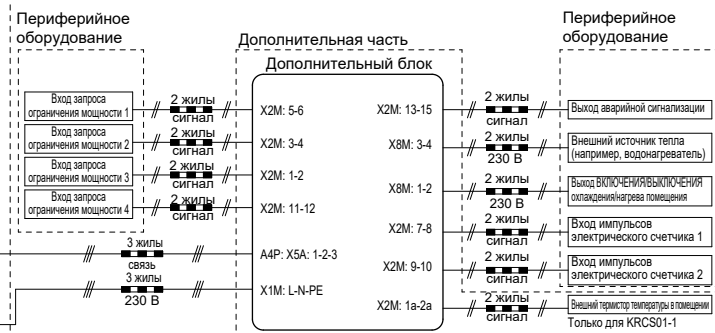 Периферийное
оборудование
Дополнительная часть
Периферийное
оборудование
Дополнительный блок
Вход запроса
ограничения мощности 1
2 жилы
сигнал
X2M: 5-6
Вход запроса
ограничения мощности 2
2 жилы
сигнал
X2M: 3-4
Вход запроса
ограничения мощности 3
2 жилы
сигнал
X2M: 1-2
Вход запроса
ограничения мощности 4
2 жилы
сигнал
X2M: 11-12
3 жилы
связь
A4P: X5A: 1-2-3
3 жилы
230 В
X1M: L-N-PE
X2M: 13-15
2 жилы
сигнал
Выход аварийной сигнализации
X8M: 3-4
2 жилы
230 В
Внешний источник тепла
(например, водонагреватель)
X8M: 1-2
2 жилы
230 В
Выход ВКЛЮЧЕНИЯ/ВЫКЛЮЧЕНИЯ
охлаждения/нагрева помещения
X2M: 7-8
2 жилы
сигнал
Вход импульсов
электрического счетчика 1
X2M: 9-10
2 жилы
сигнал
Вход импульсов
электрического счетчика 2
X2M: 1a-2a
2 жилы
сигнал
Внешний термистор температуры в помещении
Только для KRCS01-1